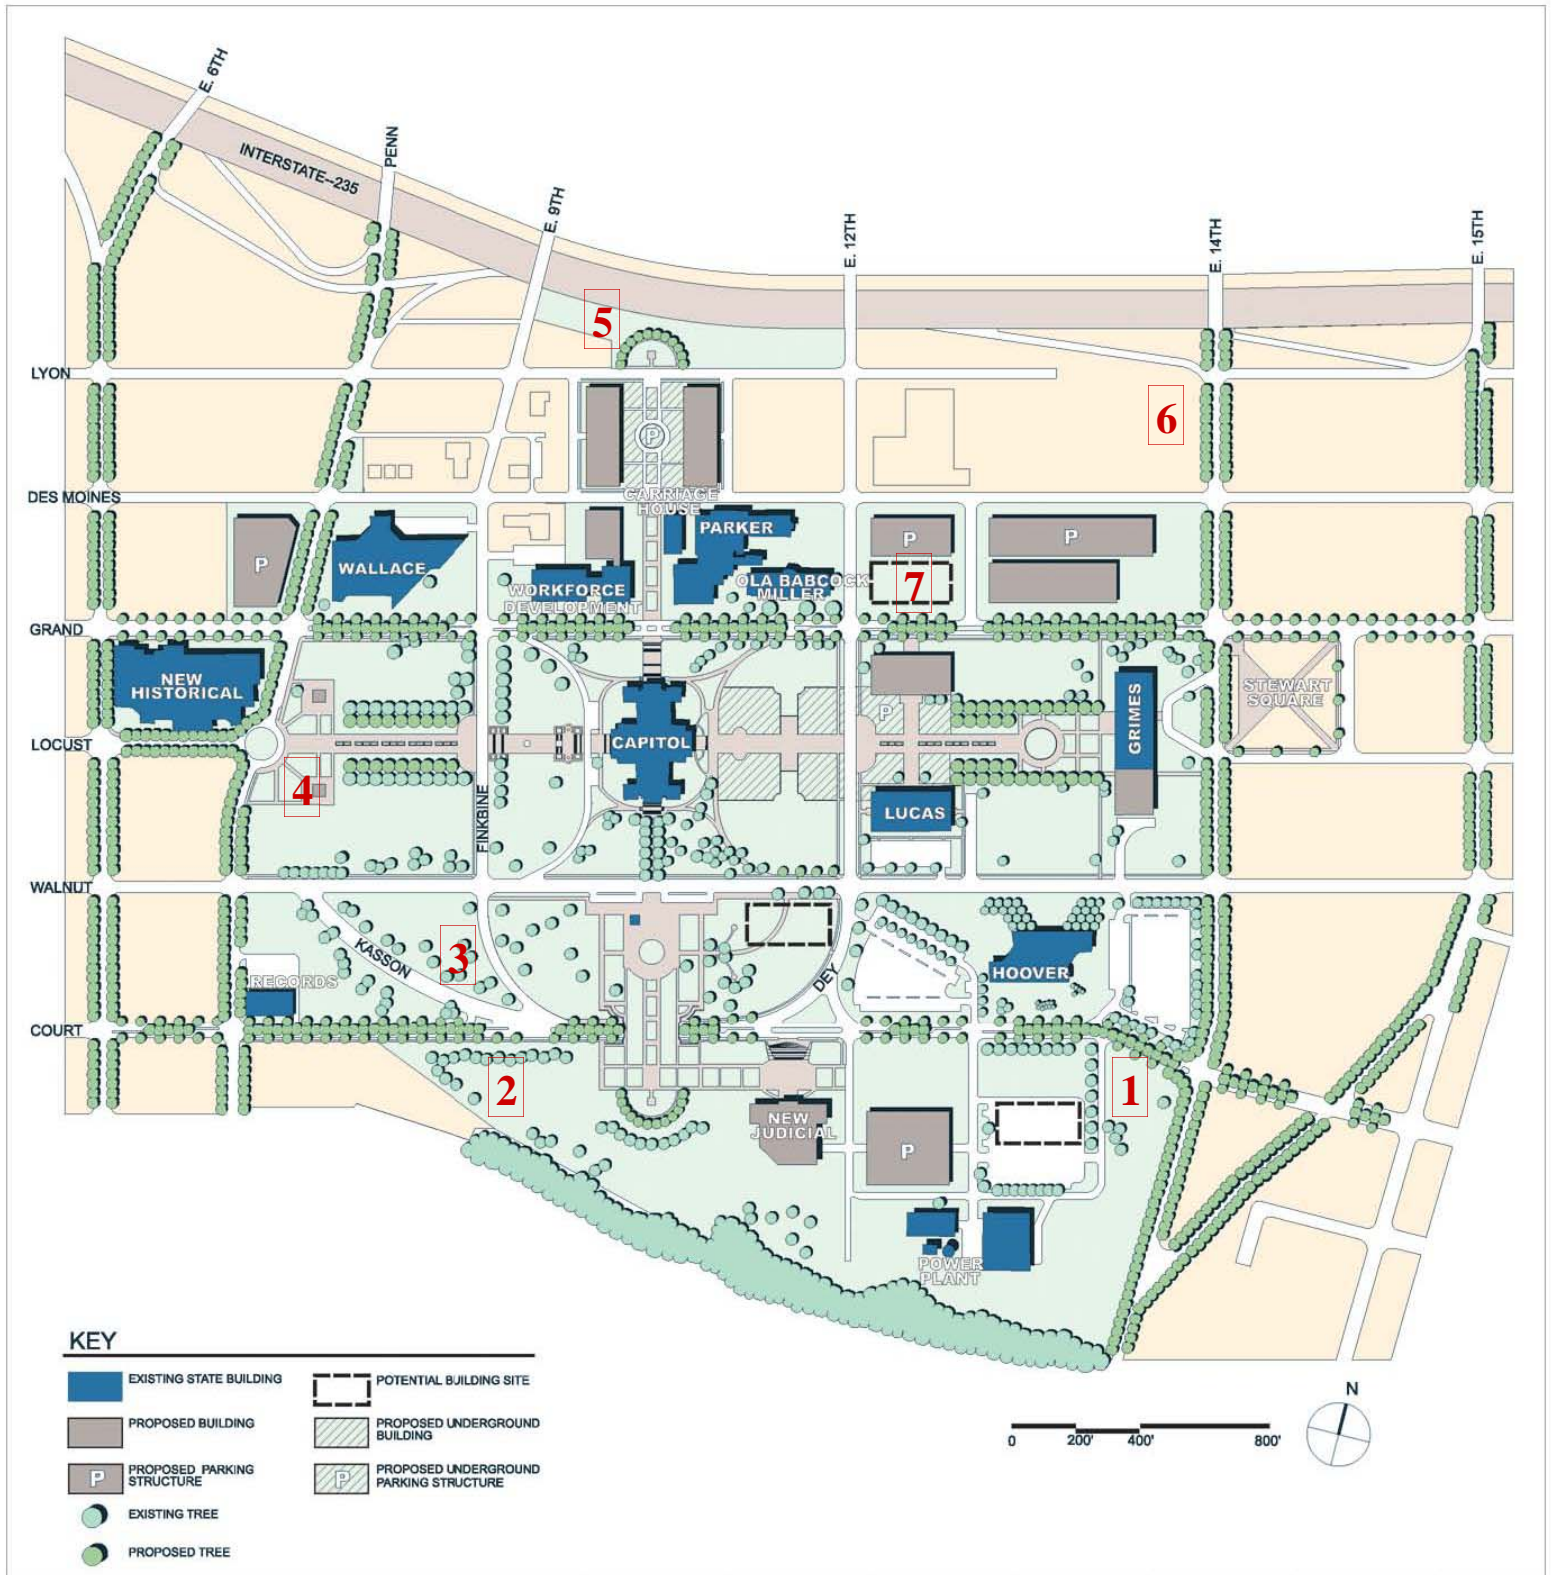 E. 6TH
PENN
INTERSTATE-235
E. 9TH
E. 12TH
E. 14TH
E. 15TH
5
LYON
6
P
DES MOINES
CARRIAGE
HOUSE
PARKER
P
P
P
WALLACE
7
WORKFORCE
DEVELOPMENT
OLA BABCOCK
MILLER
GRAND
NEW
HISTORICAL
STEWART
SQUARE
P
GRIMES
LOCUST
CAPITOL
4
FINKBINE
LUCAS
WALNUT
KASSON
3
DEY
HOOVER
RECORDS
COURT
2
1
NEW
JUDICIAL
P
POWER
PLANT
KEY
EXISTING STATE BUILDING
POTENTIAL BUILDING SITE
PROPOSED BUILDING
PROPOSED UNDERGROUND
BUILDING
P
PROPOSED PARKING
STRUCTURE
P
PROPOSED UNDERGROUND
PARKING STRUCTURE
EXISTING TREE
PROPOSED TREE
N
0 200' 400' 800'